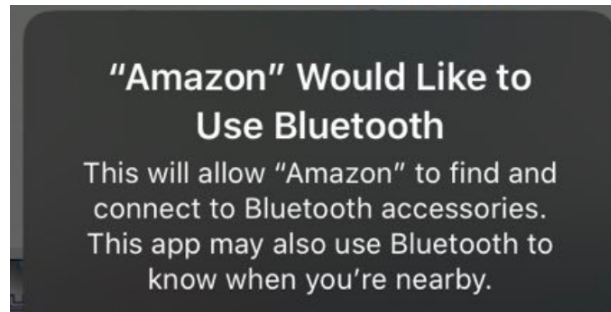 “Amazon” Would Like to
Use Bluetooth
This will allow “Amazon” to find and
connect to Bluetooth accessories.
This app may also use Bluetooth to
know when you’re nearby.